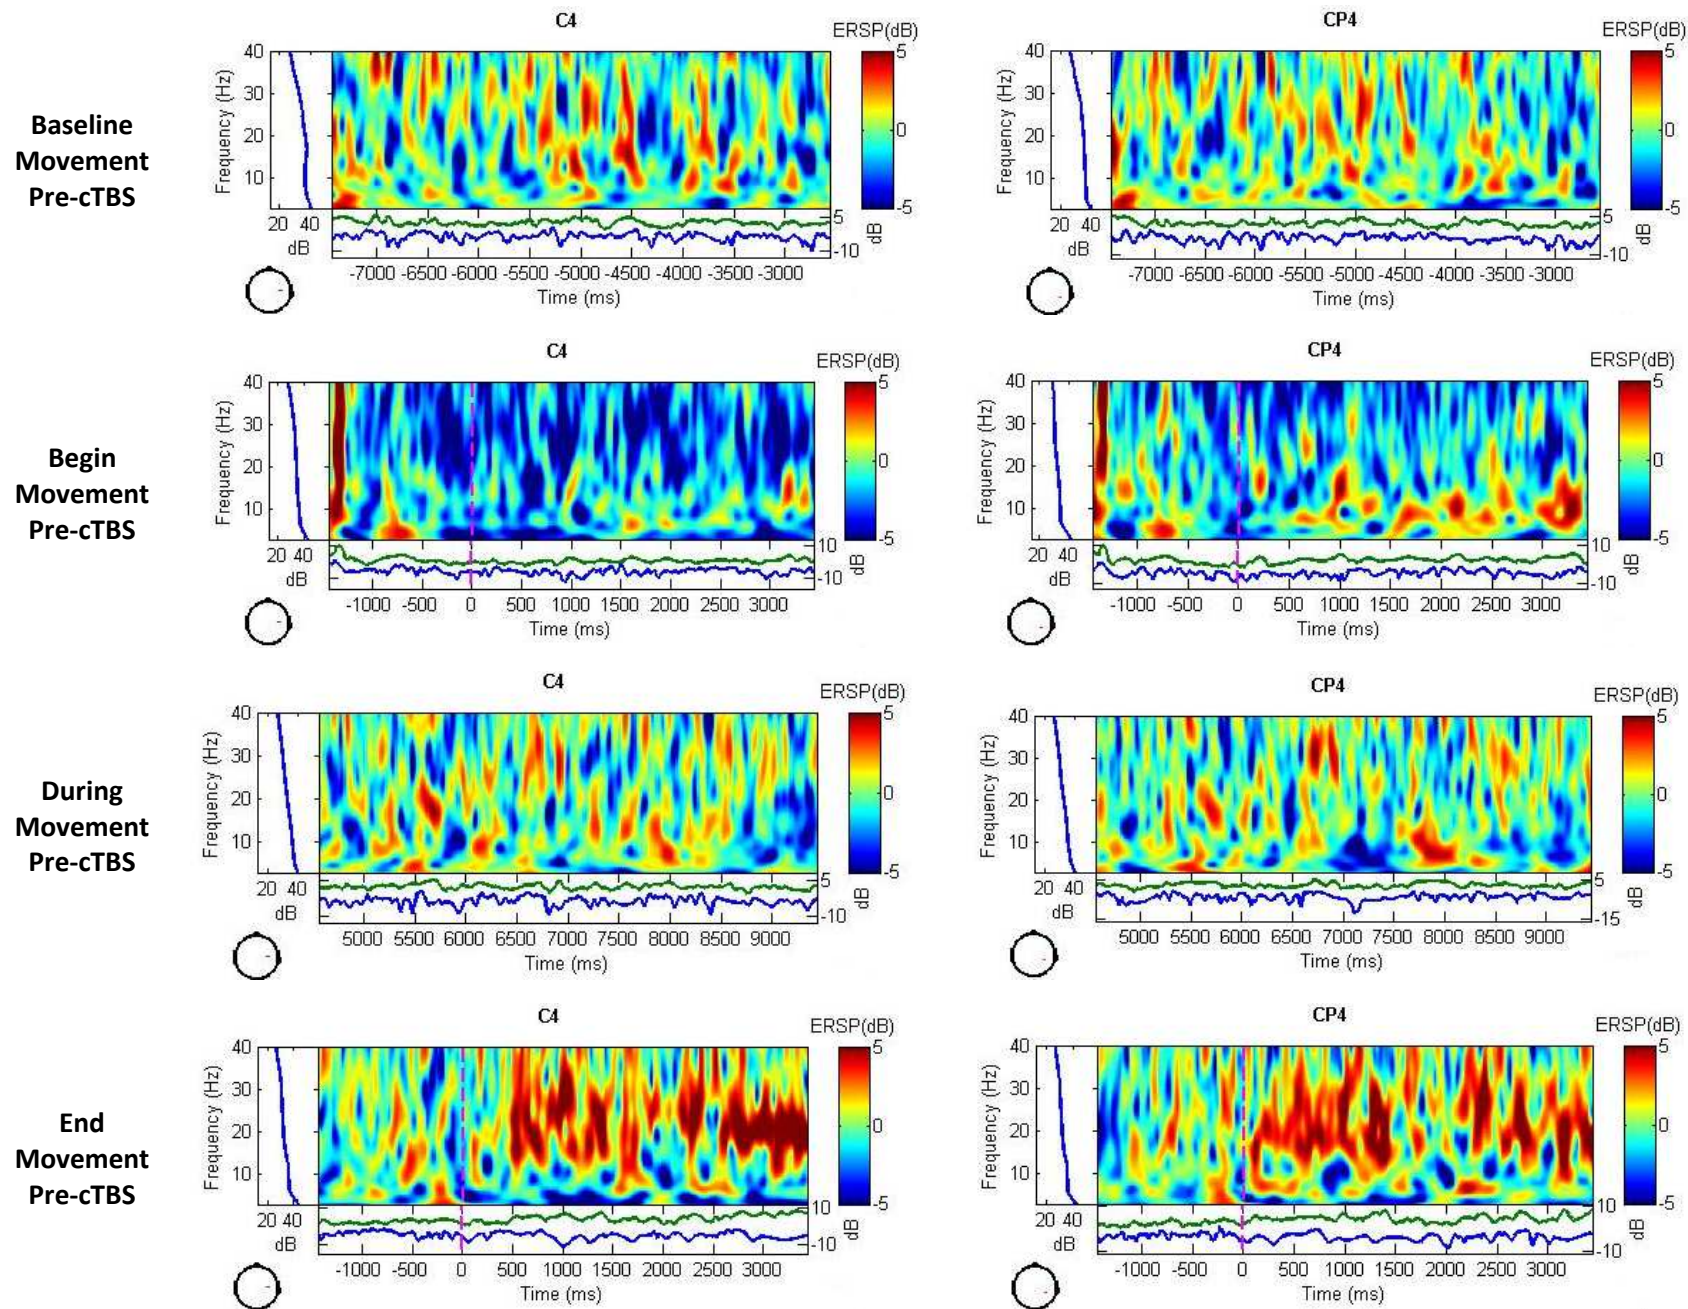 C4
CP4
ERSP(dB)
ERSP(dB)
Baseline
Movement
Pre-cTBS
Frequency (Hz)
40
30
20
10
5
0
-5
20 40
dB
5
-10
dB
-7000 -6500 -6000 -5500 -5000 -4500 -4000 -3500 -3000
Time (ms)
Frequency (Hz)
40
30
20
10
5
0
-5
20 40
dB
5
-10
dB
-7000 -6500 -6000 -5500 -5000 -4500 -4000 -3500 -3000
Time (ms)
C4
CP4
ERSP(dB)
ERSP(dB)
Begin
Movement
Pre-cTBS
Frequency (Hz)
40
30
20
10
5
0
-5
20 40
dB
10
-10
dB
-1000 -500 0 500 1000 1500 2000 2500 3000
Time (ms)
Frequency (Hz)
40
30
20
10
5
0
-5
20 40
dB
10
-10
dB
-1000 -500 0 500 1000 1500 2000 2500 3000
Time (ms)
C4
CP4
ERSP(dB)
ERSP(dB)
During
Movement
Pre-cTBS
Frequency (Hz)
40
30
20
10
5
0
-5
20 40
dB
5
-10
dB
5000 5500 6000 6500 7000 7500 8000 8500 9000
Time (ms)
Frequency (Hz)
40
30
20
10
5
0
-5
20 40
dB
5
-15
dB
5000 5500 6000 6500 7000 7500 8000 8500 9000
Time (ms)
C4
CP4
ERSP(dB)
ERSP(dB)
End
Movement
Pre-cTBS
Frequency (Hz)
40
30
20
10
5
0
-5
20 40
dB
10
-10
dB
-1000 -500 0 500 1000 1500 2000 2500 3000
Time (ms)
Frequency (Hz)
40
30
20
10
5
0
-5
20 40
dB
10
-10
dB
-1000 -500 0 500 1000 1500 2000 2500 3000
Time (ms)